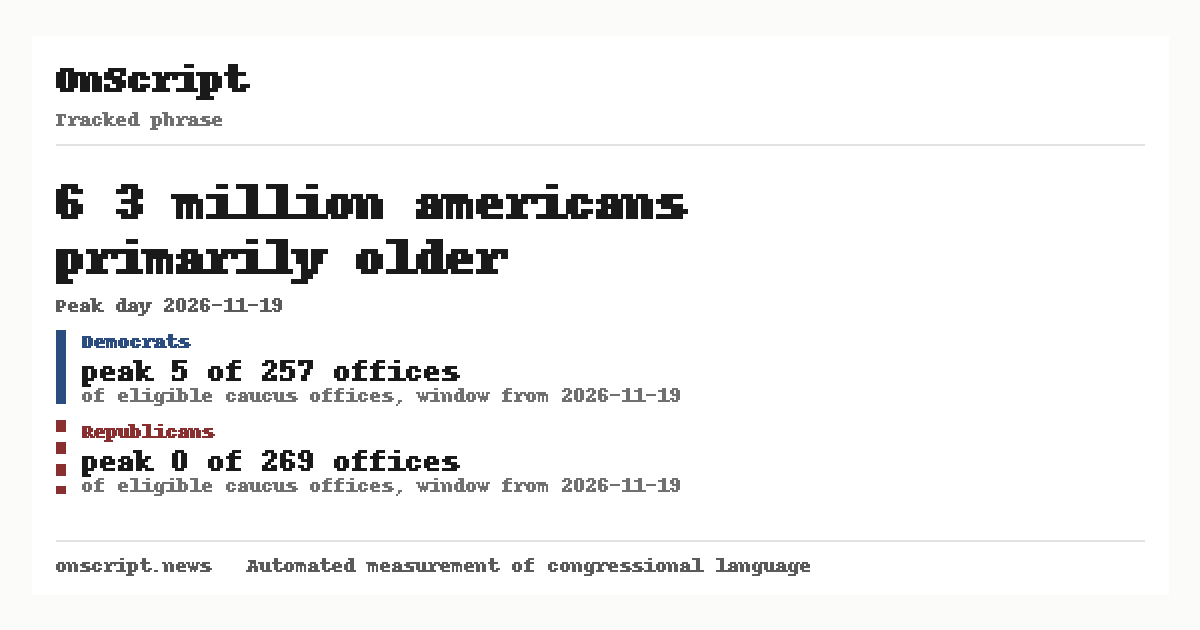 OnScript
Tracked phrase
6 3 million americans
primarily older
Peak day 2026-11-19
Democrats
peak 5 of 257 offices
of eligible caucus offices, window from 2026-11-19
Republicans
peak 0 of 269 offices
of eligible caucus offices, window from 2026-11-19
onscript.news Automated measurement of congressional language